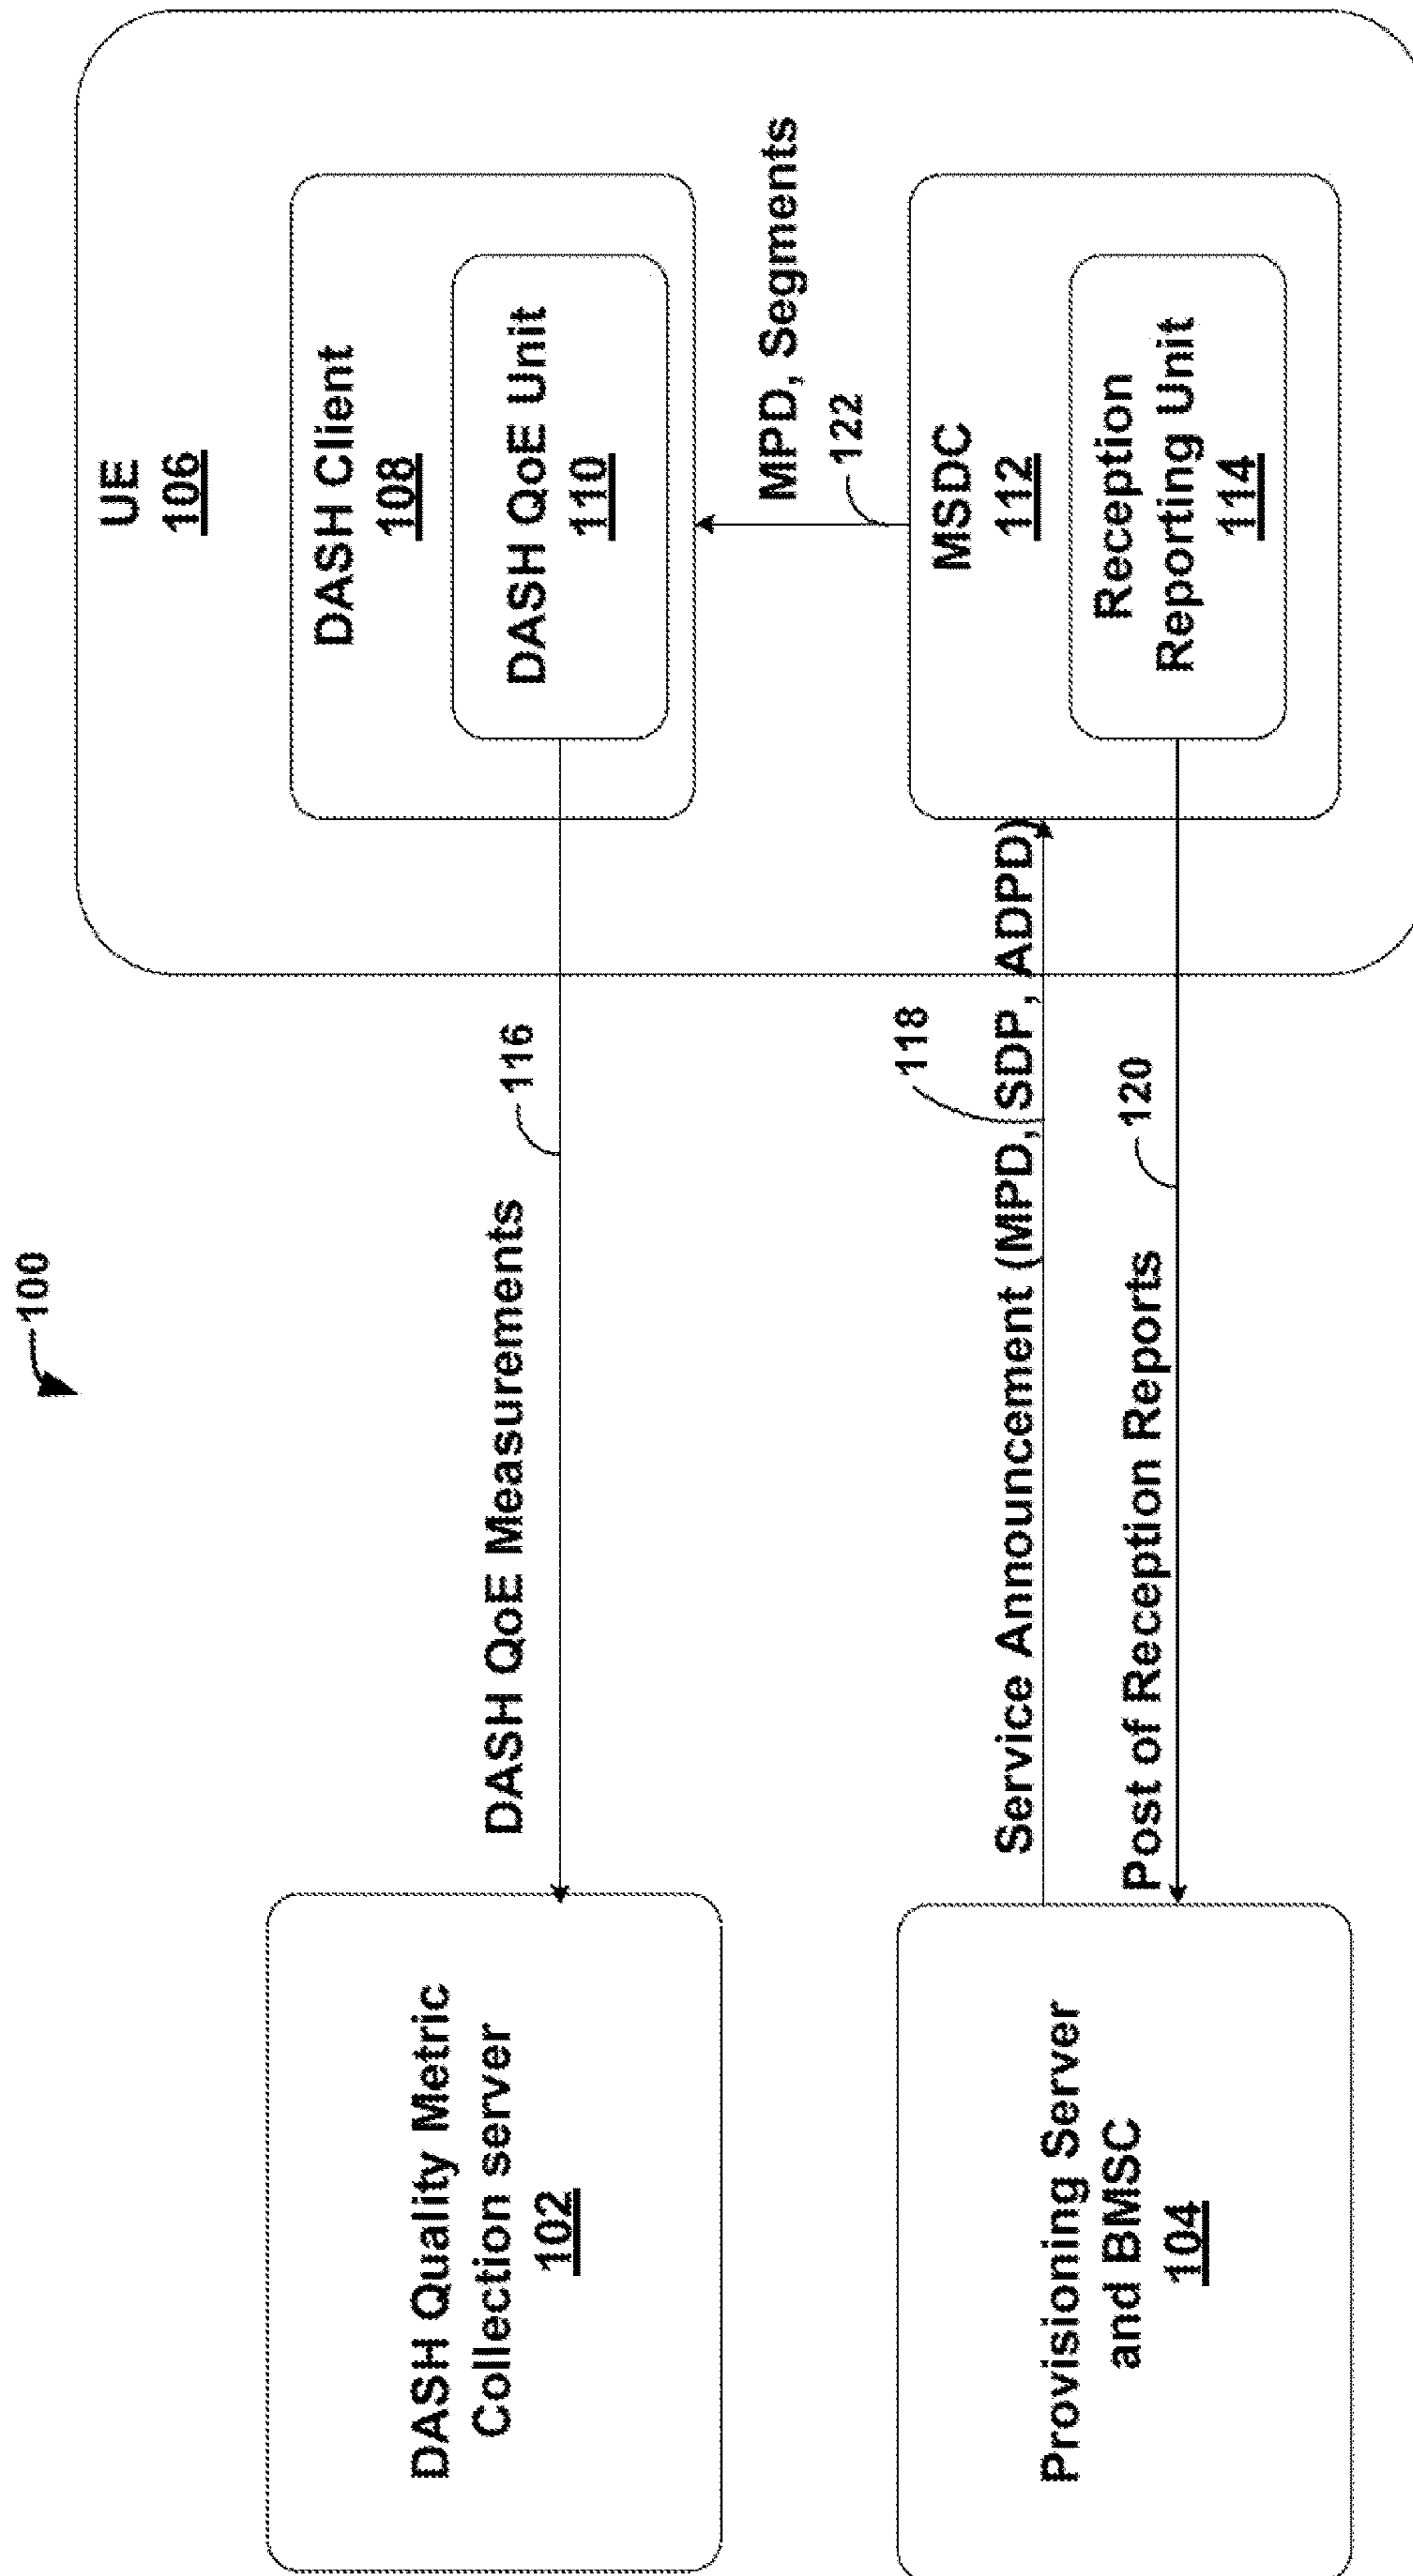 100
DASH Quality Metric
Collection server
102
DASH QoE Measurements
116
UE
106
DASH Client
108
DASH QoE Unit
110
MPD, Segments
122
Provisioning Server
and BMSC
104
Service Announcement (MPD, SDP, ADPD)
118
Post of Reception Reports
120
MSDC
112
Reception
Reporting Unit
114